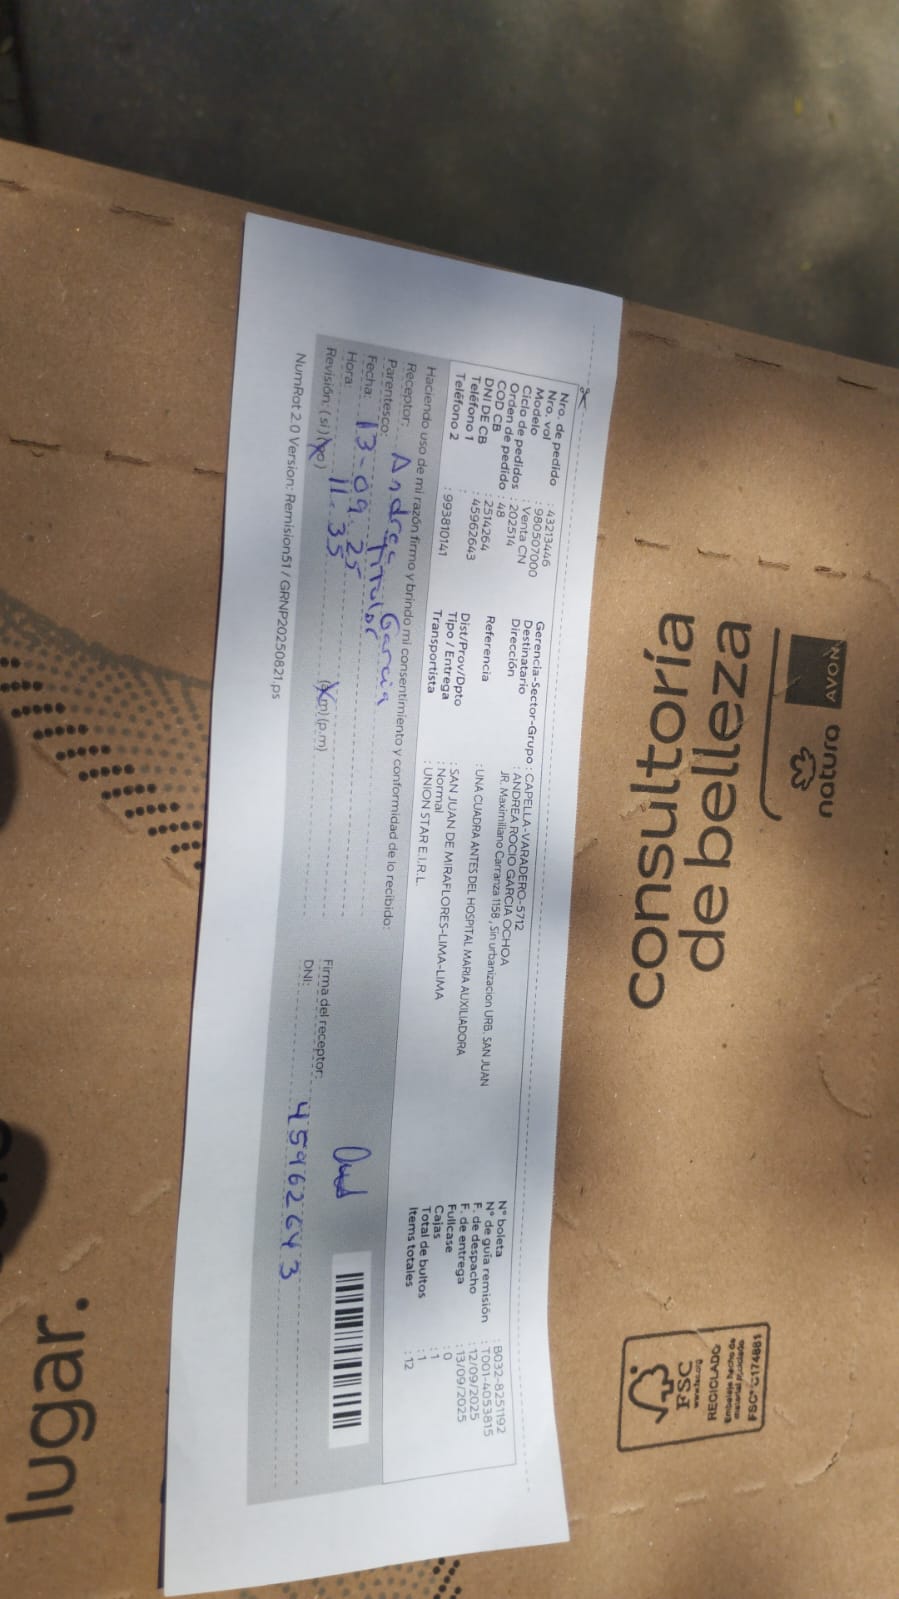 AVON
natura
consultoría
de belleza
Nro. de pedido : 43213446
Nro. vol : 980507000
Modelo : Venta CN
Ciclo de pedidos : 202514
Orden de pedido : 48
COD CB : 2514264
DNI DE CB : 45962643
Teléfono 1 :
Teléfono 2 : 993810141
Gerencia-Sector-Grupo : CAPELLA-VARADERO-5712
Destinatario : ANDREA ROCIO GARCIA OCHOA
Dirección JR. Maximiliano Carranza 1158 , Sin urbanizacion URB. SAN JUAN
Referencia : UNA CUADRA ANTES DEL HOSPITAL MARIA AUXILIADORA
Dist/Prov/Dpto : SAN JUAN DE MIRAFLORES-LIMA-LIMA
Tipo / Entrega : Normal
Transportista : UNION STAR E.I.R.L.
N° boleta : B032-8251192
N° de guía remisión : T001-4053815
F. de despacho : 12/09/2025
F. de entrega : 13/09/2025
Fullcase : 0
Cajas : 1
Total de bultos : 1
Items totales : 12
Haciendo uso de mi razón firmo y brindo mi consentimiento y conformidad de lo recibido:
Receptor: Andrea Garcia
Parentesco: Titular
Fecha: 13-09-25
Hora: 11:35 (a.m) (p.m)
Revisión: (si) (no)
Firma del receptor:
DNI: 45962643
NumRot 2.0 Version: Remision51 / GRNP20250821.ps
RECICLADO
FSC
FSC® C174881
lugar.